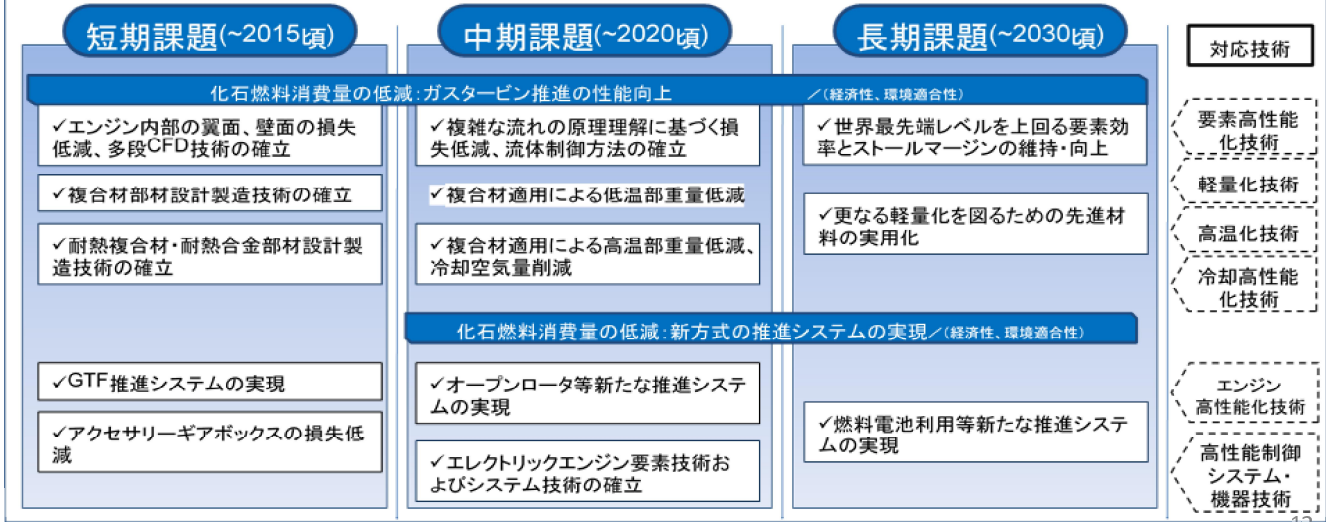 短期課題(~2015頃)
中期課題(~2020頃)
長期課題(~2030頃)
対応技術
化石燃料消費量の低減:ガスタービン推進の性能向上 /(経済性、環境適合性)
✓エンジン内部の翼面、壁面の損失
低減、多段CFD技術の確立
✓複合材部材設計製造技術の確立
✓耐熱複合材・耐熱合金部材設計製
造技術の確立
✓複雑な流れの原理理解に基づく損
失低減、流体制御方法の確立
✓複合材適用による低温部重量低減
✓複合材適用による高温部重量低減、
冷却空気量削減
✓世界最先端レベルを上回る要素効
率とストールマージンの維持・向上
✓更なる軽量化を図るための先進材
料の実用化
要素高性能
化技術
軽量化技術
高温化技術
冷却高性能
化技術
化石燃料消費量の低減:新方式の推進システムの実現/(経済性、環境適合性)
✓GTF推進システムの実現
✓アクセサリーギアボックスの損失低
減
✓オープンロータ等新たな推進システ
ムの実現
✓エレクトリックエンジン要素技術お
よびシステム技術の確立
✓燃料電池利用等新たな推進システ
ムの実現
エンジン
高性能化技術
高性能制御
システム・
機器技術